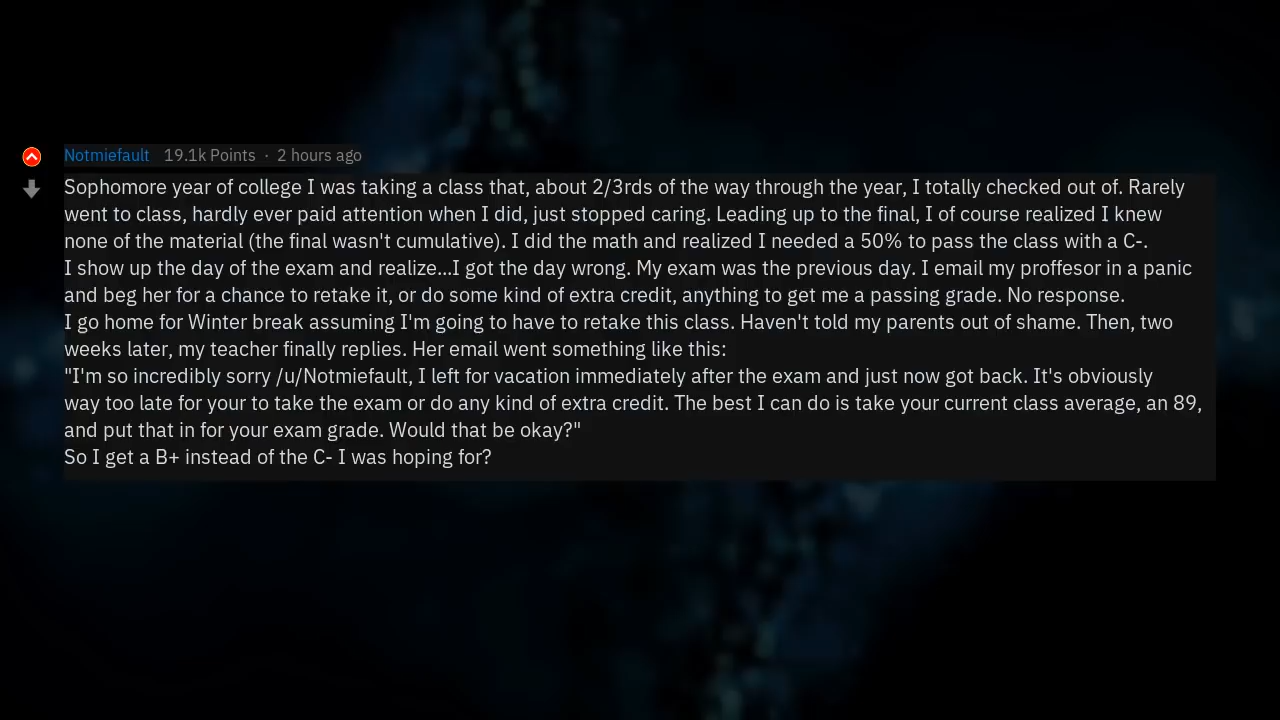 Notmiefault 19.1k Points · 2 hours ago
Sophomore year of college I was taking a class that, about 2/3rds of the way through the year, I totally checked out of. Rarely
went to class, hardly ever paid attention when I did, just stopped caring. Leading up to the final, I of course realized I knew
none of the material (the final wasn't cumulative). I did the math and realized I needed a 50% to pass the class with a C-.
I show up the day of the exam and realize...I got the day wrong. My exam was the previous day. I email my proffesor in a panic
and beg her for a chance to retake it, or do some kind of extra credit, anything to get me a passing grade. No response.
I go home for Winter break assuming I'm going to have to retake this class. Haven't told my parents out of shame. Then, two
weeks later, my teacher finally replies. Her email went something like this:
"I'm so incredibly sorry /u/Notmiefault, I left for vacation immediately after the exam and just now got back. It's obviously
way too late for your to take the exam or do any kind of extra credit. The best I can do is take your current class average, an 89,
and put that in for your exam grade. Would that be okay?"
So I get a B+ instead of the C- I was hoping for?